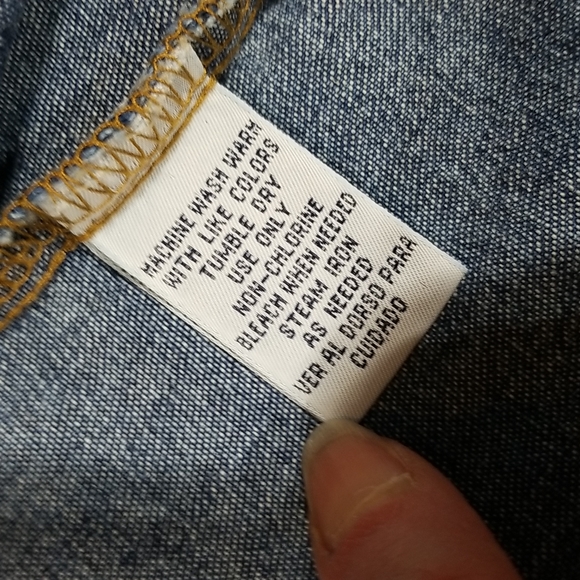 MACHINE WASH WARM
WITH LIKE COLORS
TUMBLE DRY
USE ONLY
NON-CHLORINE
BLEACH WHEN NEEDED
STEAM IRON
AS NEEDED
VER AL DORSO PARA
CUIDADO